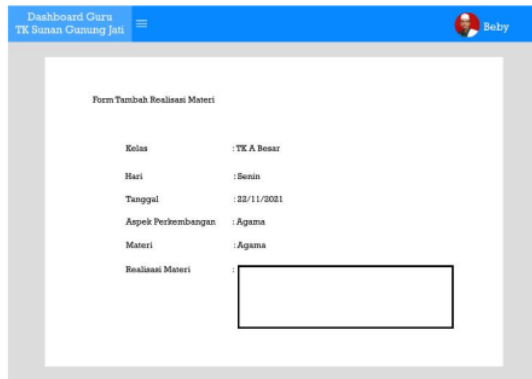 Dashboard Guru
TK Sunan Gunung Jati
Beby
Form Tambah Realisasi Materi
Kelas : TK A Besar
Hari : Senin
Tanggal : 22/11/2021
Aspek Perkembangan : Agama
Materi : Agama
Realisasi Materi :